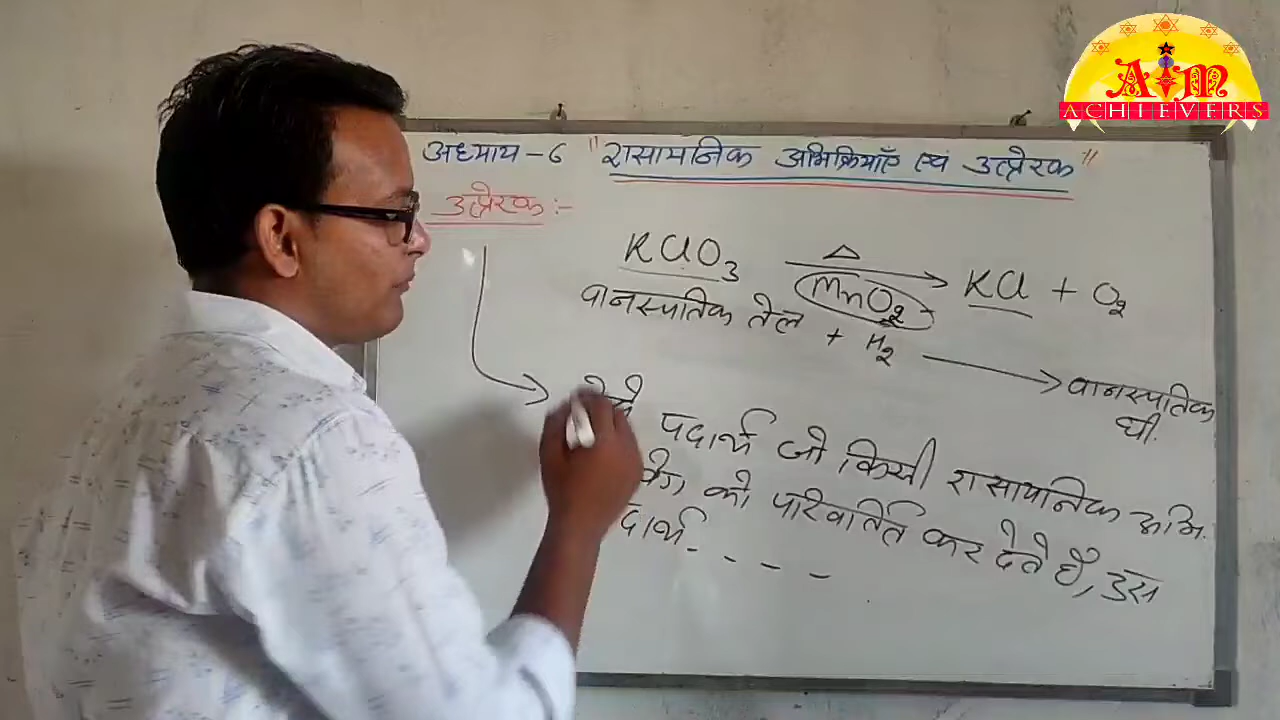 AIM
ACHIEVERS
अध्याय - 6 "रासायनिक अभिक्रियाएँ एवं उत्प्रेरक"
उत्प्रेरक :-
KClO3 Δ → KCl + O2
MnO2
वानस्पतिक तेल + H2 → वानस्पतिक
घी.
पदार्थ जो किसी रासायनिक अभि.
को परिवर्तित कर देते हैं, उस
- - - -